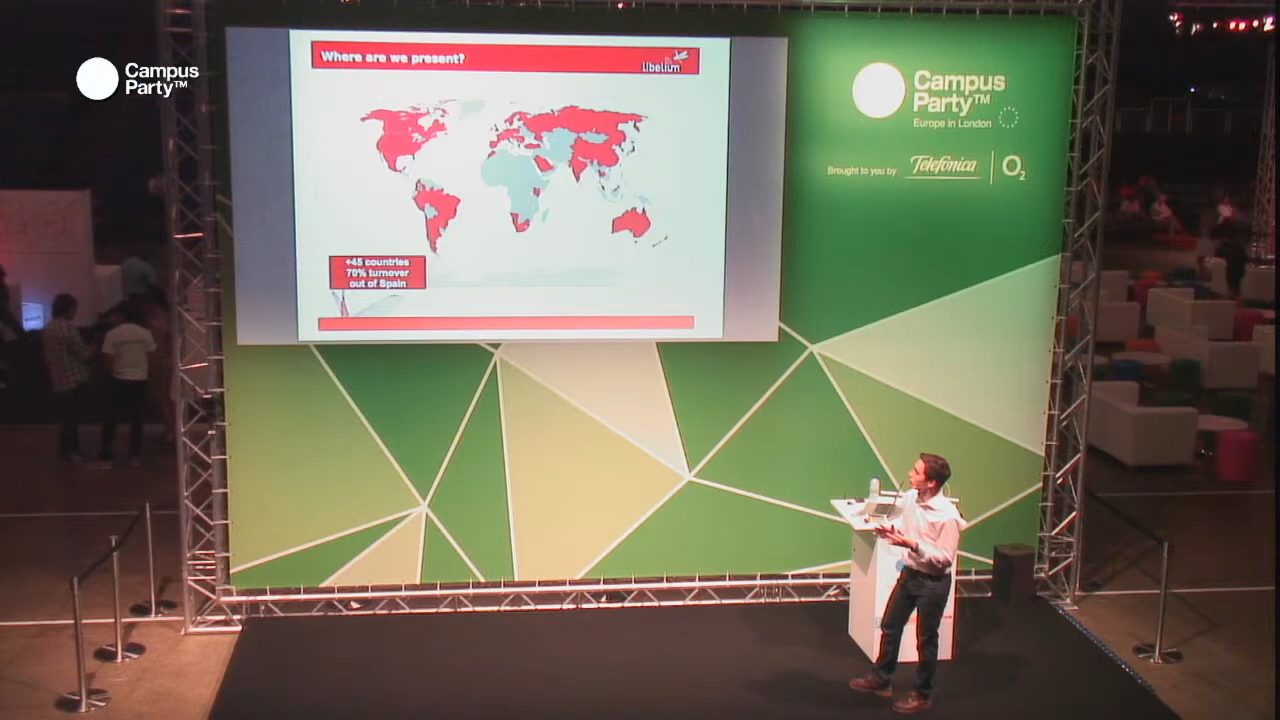 Campus
Party™
Where are we present?
libelium
+45 countries
70% turnover
out of Spain
Campus
Party™
Europe in London
Brought to you by
Telefonica
O2